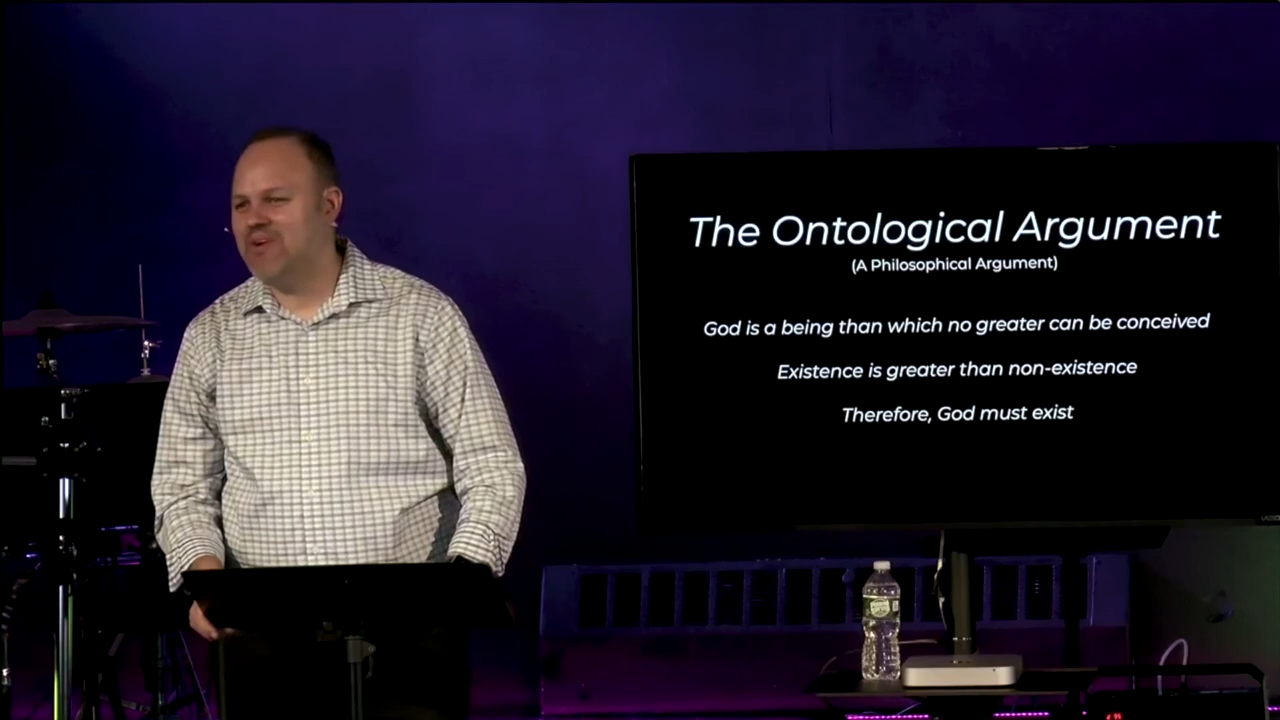 The Ontological Argument
(A Philosophical Argument)
God is a being than which no greater can be conceived
Existence is greater than non-existence
Therefore, God must exist